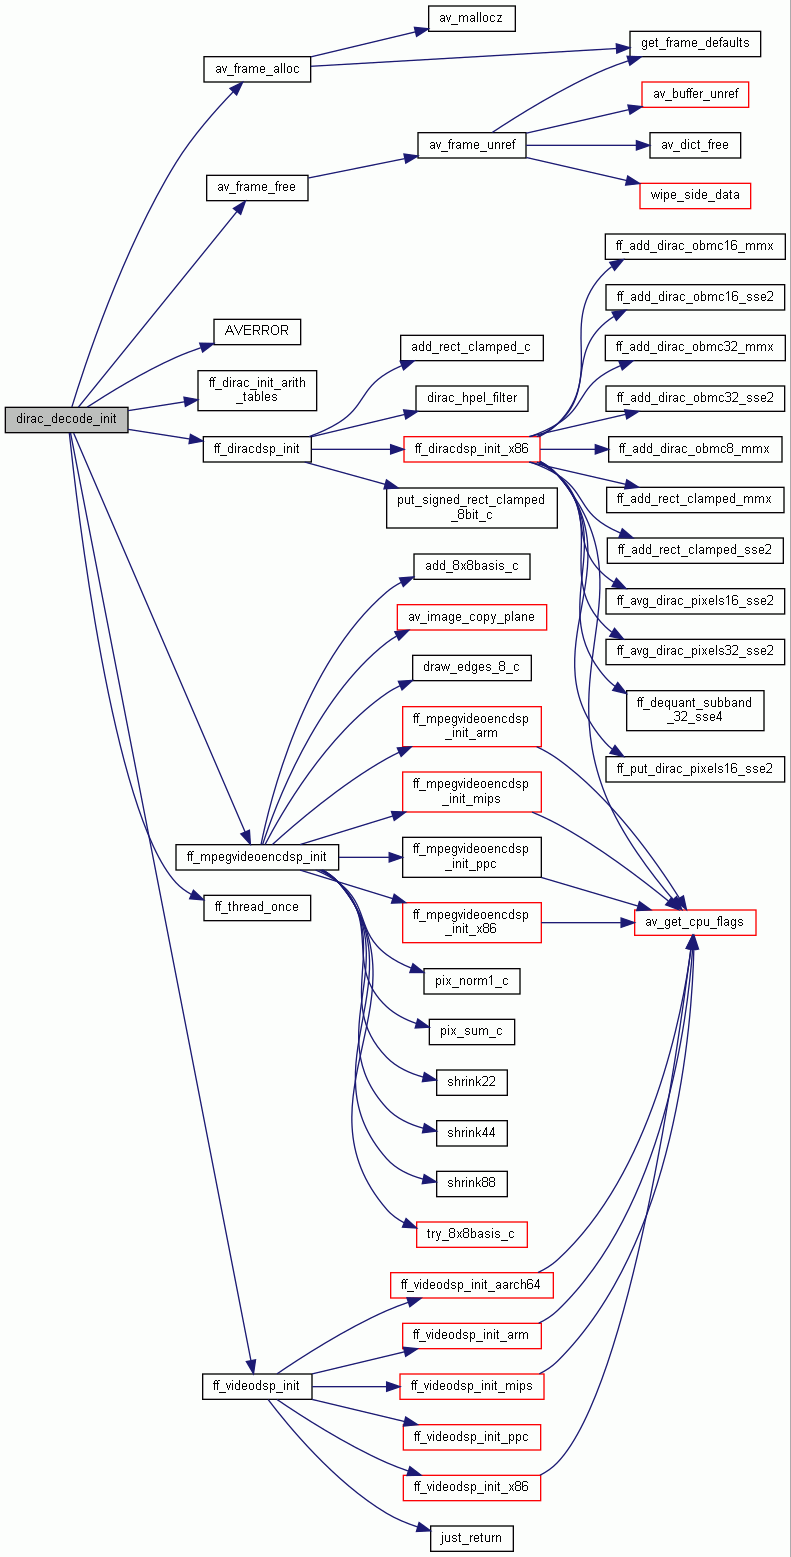 av_mallocz
get_frame_defaults
av_frame_alloc
av_buffer_unref
av_frame_unref
av_dict_free
av_frame_free
wipe_side_data
ff_add_dirac_obmc16_mmx
ff_add_dirac_obmc16_sse2
AVERROR
add_rect_clamped_c
ff_add_dirac_obmc32_mmx
ff_dirac_init_arith
_tables
dirac_hpel_filter
ff_add_dirac_obmc32_sse2
dirac_decode_init
ff_diracdsp_init
ff_diracdsp_init_x86
ff_add_dirac_obmc8_mmx
put_signed_rect_clamped
_8bit_c
ff_add_rect_clamped_mmx
ff_add_rect_clamped_sse2
add_8x8basis_c
ff_avg_dirac_pixels16_sse2
av_image_copy_plane
ff_avg_dirac_pixels32_sse2
draw_edges_8_c
ff_dequant_subband
_32_sse4
ff_mpegvideoencdsp
_init_arm
ff_put_dirac_pixels16_sse2
ff_mpegvideoencdsp
_init_mips
ff_mpegvideoencdsp_init
ff_mpegvideoencdsp
_init_ppc
ff_thread_once
ff_mpegvideoencdsp
_init_x86
av_get_cpu_flags
pix_norm1_c
pix_sum_c
shrink22
shrink44
shrink88
try_8x8basis_c
ff_videodsp_init_aarch64
ff_videodsp_init_arm
ff_videodsp_init
ff_videodsp_init_mips
ff_videodsp_init_ppc
ff_videodsp_init_x86
just_return